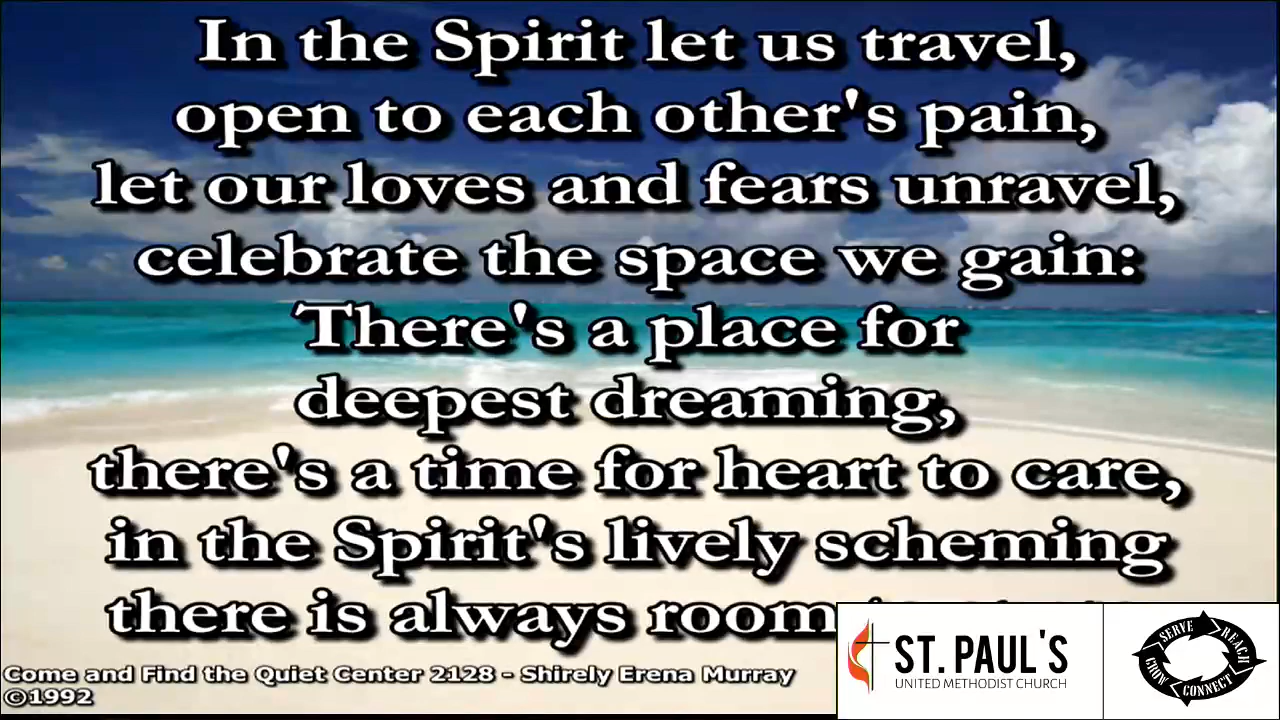 In the Spirit let us travel,
open to each other's pain,
let our loves and fears unravel,
celebrate the space we gain:
There's a place for
deepest dreaming,
there's a time for heart to care,
in the Spirit's lively scheming
there is always room
Come and Find the Quiet Center 2128 - Shirely Erena Murray
©1992
ST. PAUL'S
UNITED METHODIST CHURCH
SERVE REACH CONNECT GROW